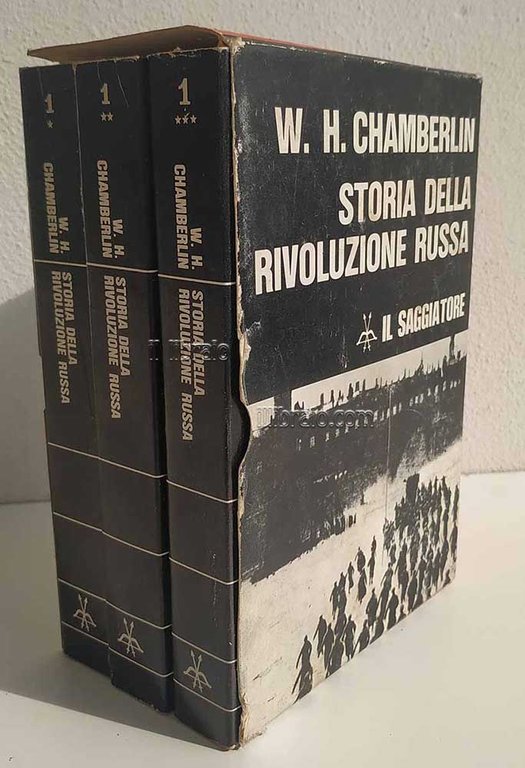 1
*
W. H.
CHAMBERLIN
STORIA DELLA
RIVOLUZIONE RUSSA
1
**
W. H.
CHAMBERLIN
STORIA DELLA
RIVOLUZIONE RUSSA
1
***
W. H.
CHAMBERLIN
STORIA DELLA
RIVOLUZIONE RUSSA
W. H. CHAMBERLIN
STORIA DELLA
RIVOLUZIONE RUSSA
IL SAGGIATORE
illibraio.com